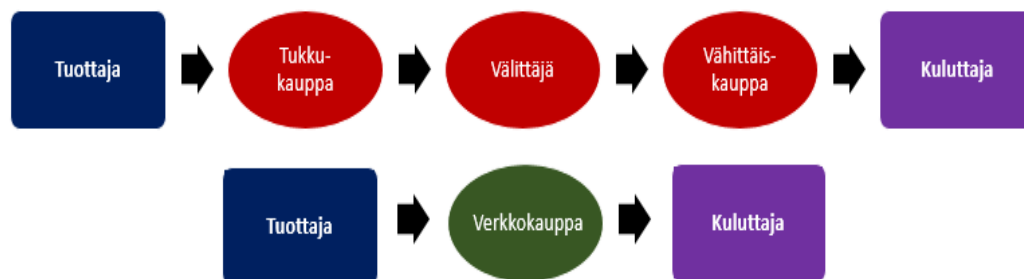 Tuottaja
Tukku-
kauppa
Välittäjä
Vähittäis-
kauppa
Kuluttaja
Tuottaja
Verkkokauppa
Kuluttaja